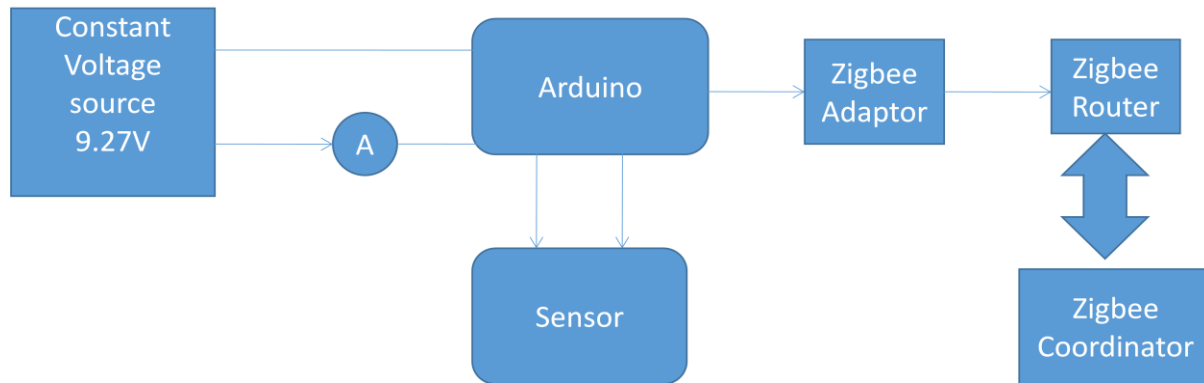 Constant
Voltage
source
9.27V
A
Arduino
Zigbee
Adaptor
Zigbee
Router
Sensor
Zigbee
Coordinator